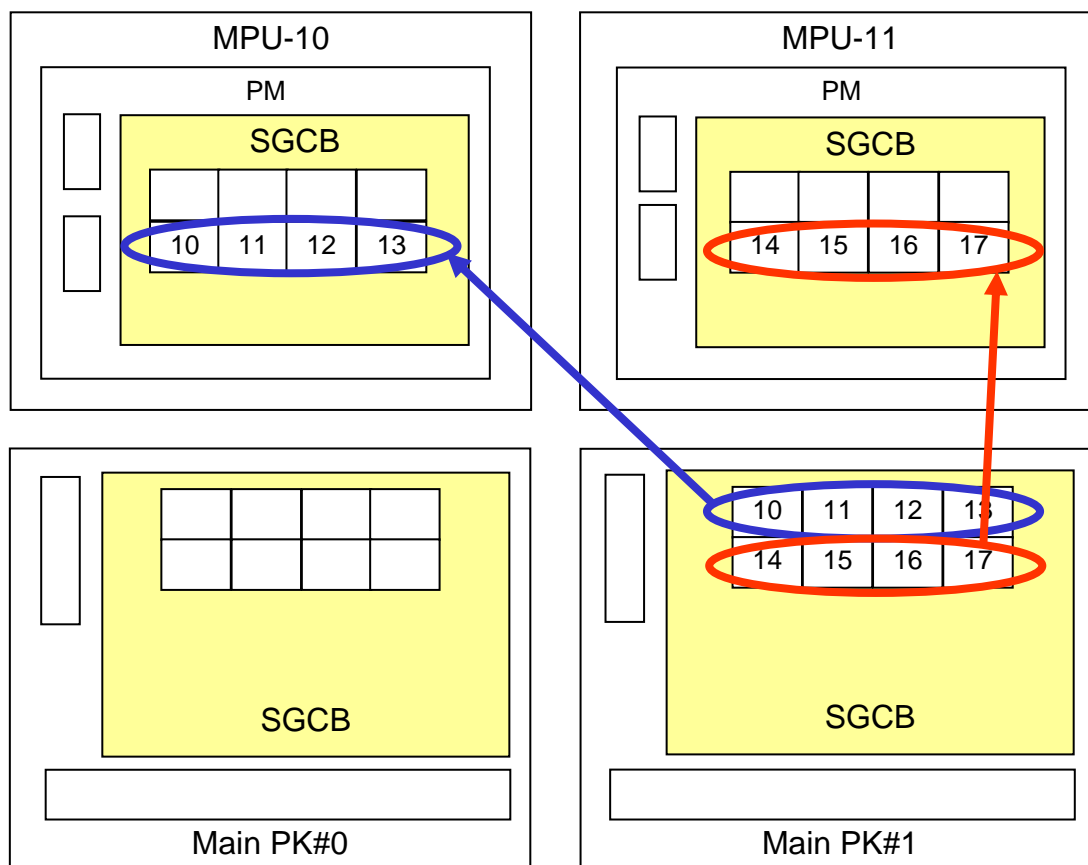 MPU-10
PM
SGCB
10 11 12 13
MPU-11
PM
SGCB
14 15 16 17
SGCB
Main PK#0
10 11 12 13
14 15 16 17
SGCB
Main PK#1